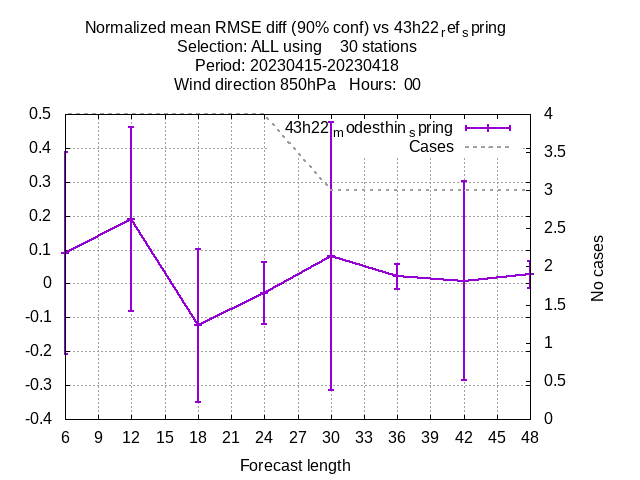 Normalized mean RMSE diff (90% conf) vs 43h22refspring
Selection: ALL using    30 stations
Period: 20230415-20230418
Wind direction 850hPa   Hours:  00
43h22modesthinspring
Cases
0.5
0.4
0.3
0.2
0.1
0
-0.1
-0.2
-0.3
-0.4
4
3.5
3
2.5
2
1.5
1
0.5
0
No cases
6 9 12 15 18 21 24 27 30 33 36 39 42 45 48
Forecast length